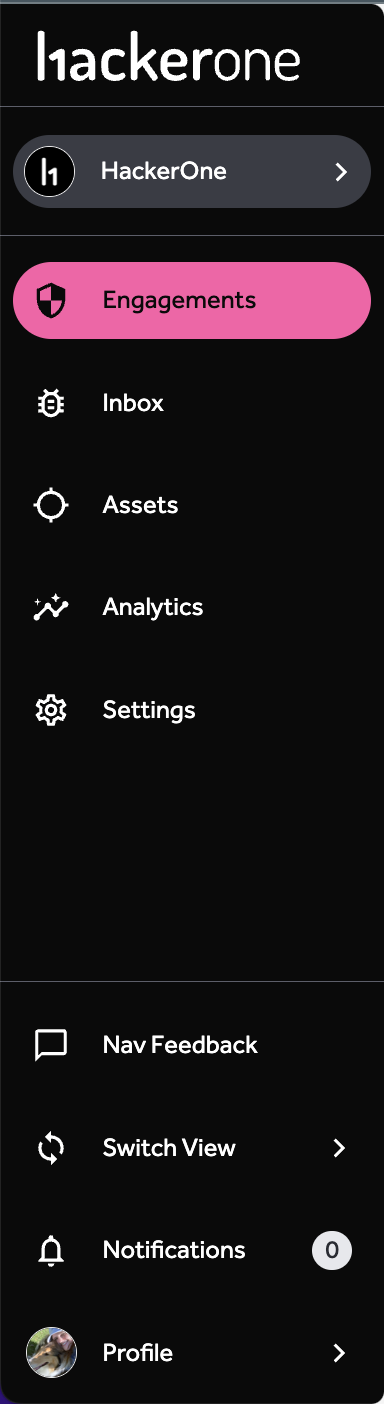 hackerone
HackerOne
Engagements
Inbox
Assets
Analytics
Settings
Nav Feedback
Switch View
Notifications 0
Profile